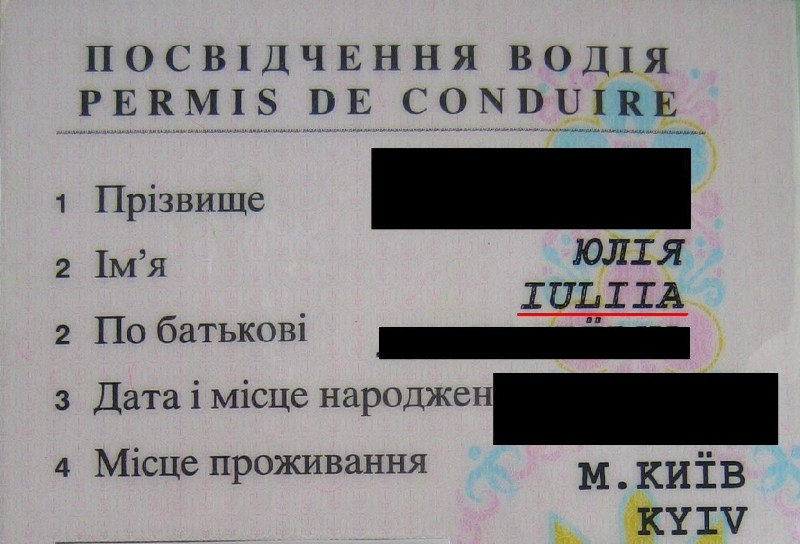 ПОСВІДЧЕННЯ ВОДІЯ
PERMIS DE CONDUIRE
1 Прізвище
2 Ім’я ЮЛІЯ
IULIIA
2 По батькові
3 Дата і місце народжен
4 Місце проживання М.КИЇВ
KYIV